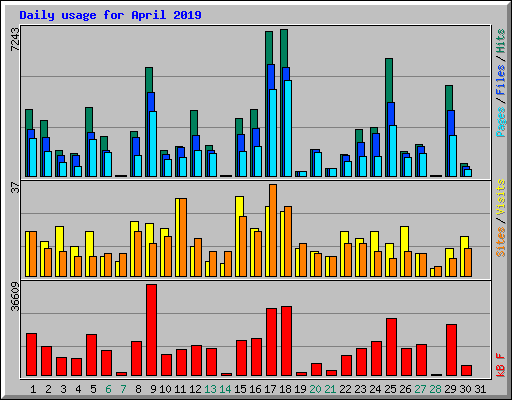 Daily usage for April 2019
7243
Pages / Files / Hits
37
Sites / Visits
36609
kB F
1 2 3 4 5 6 7 8 9 10 11 12 13 14 15 16 17 18 19 20 21 22 23 24 25 26 27 28 29 30 31